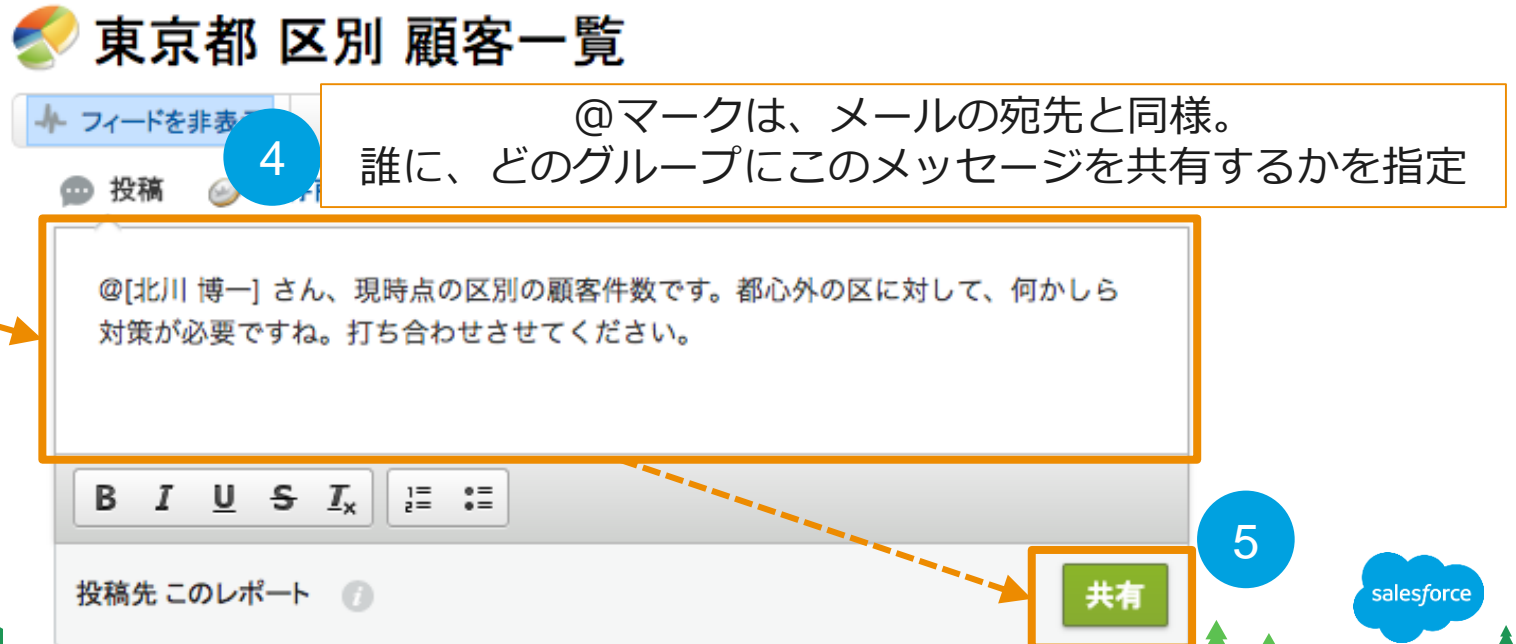 東京都 区別 顧客一覧
フィードを非表
4
@マークは、メールの宛先と同様。
誰に、どのグループにこのメッセージを共有するかを指定
投稿
@[北川 博一] さん、現時点の区別の顧客件数です。都心外の区に対して、何かしら
対策が必要ですね。打ち合わせさせてください。
B I U S Tx
投稿先 このレポート
共有
5
salesforce